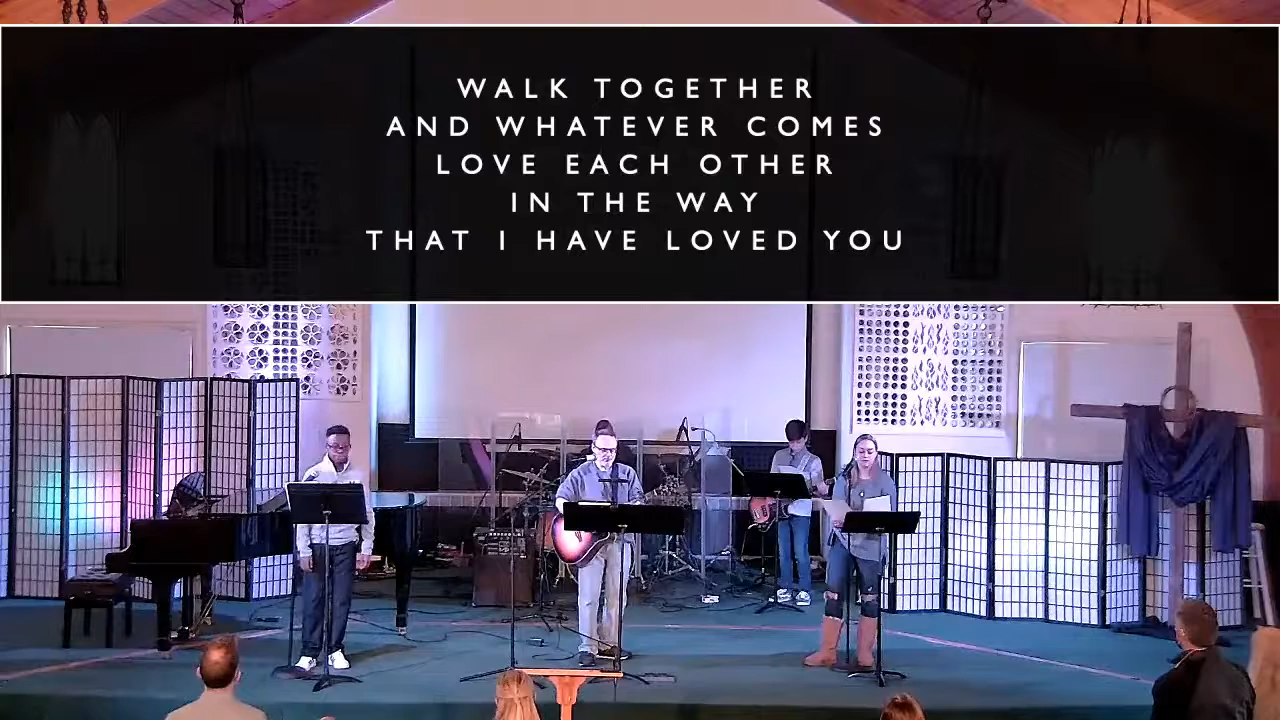 WALK TOGETHER
AND WHATEVER COMES
LOVE EACH OTHER
IN THE WAY
THAT I HAVE LOVED YOU